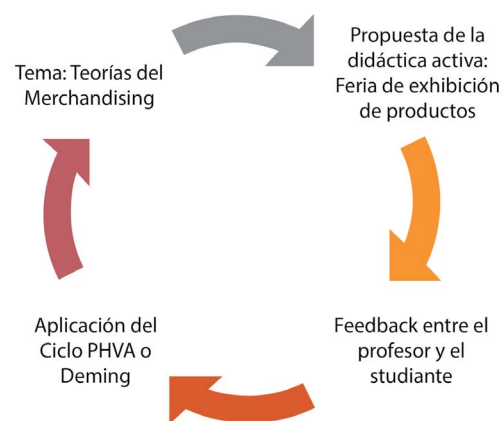 Tema: Teorías del
Merchandising
Propuesta de la
didáctica activa:
Feria de exhibición
de productos
Feedback entre el
profesor y el
studiante
Aplicación del
Ciclo PHVA o
Deming